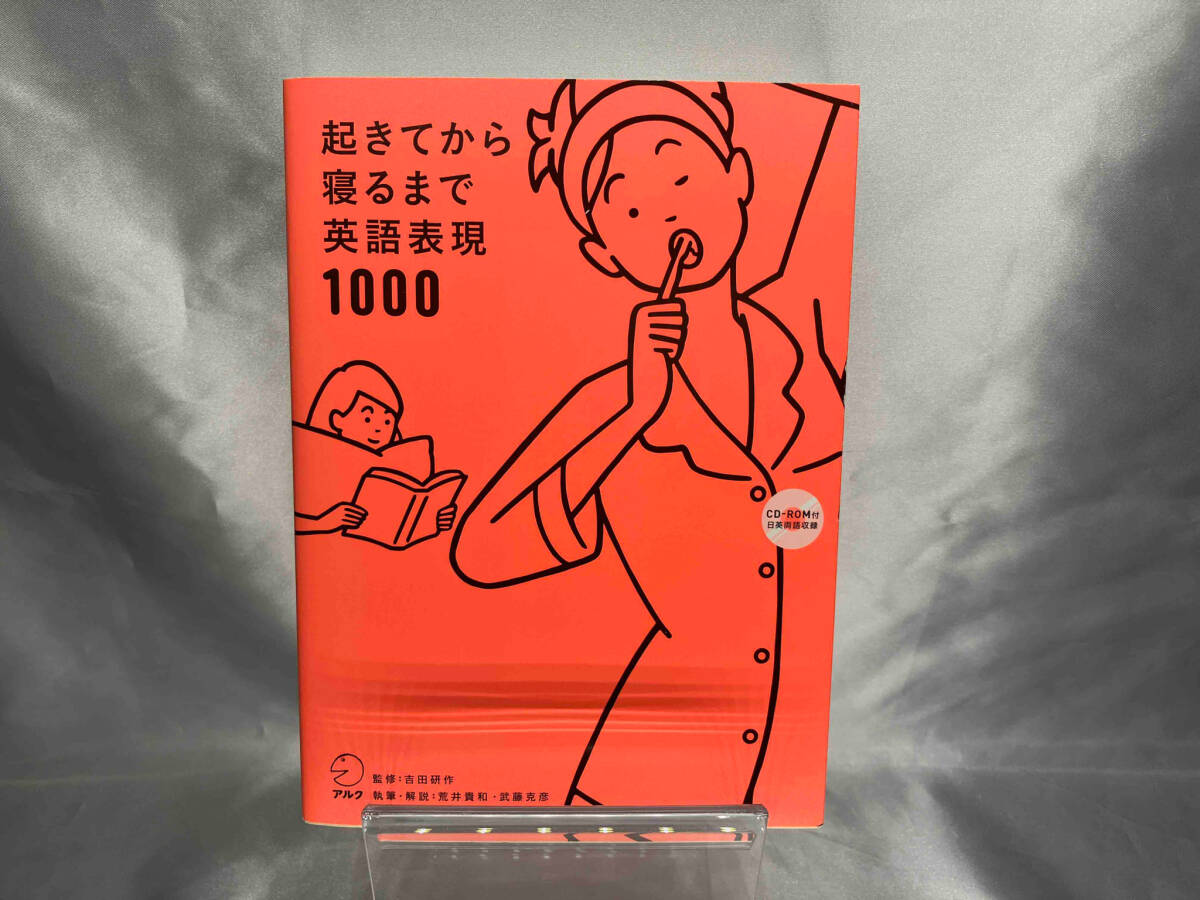 起きてから
寝るまで
英語表現
1000
CD-ROM付
日英両語収録
アルク
監修:吉田研作
執筆・解説:荒井貴和・武藤克彦